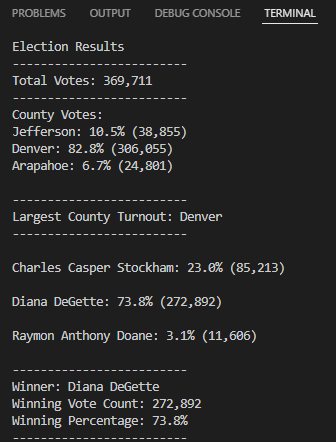 PROBLEMS OUTPUT DEBUG CONSOLE TERMINAL
Election Results
-------------------------
Total Votes: 369,711
-------------------------
County Votes:
Jefferson: 10.5% (38,855)
Denver: 82.8% (306,055)
Arapahoe: 6.7% (24,801)
-------------------------
Largest County Turnout: Denver
-------------------------
Charles Casper Stockham: 23.0% (85,213)
Diana DeGette: 73.8% (272,892)
Raymon Anthony Doane: 3.1% (11,606)
-------------------------
Winner: Diana DeGette
Winning Vote Count: 272,892
Winning Percentage: 73.8%
-------------------------